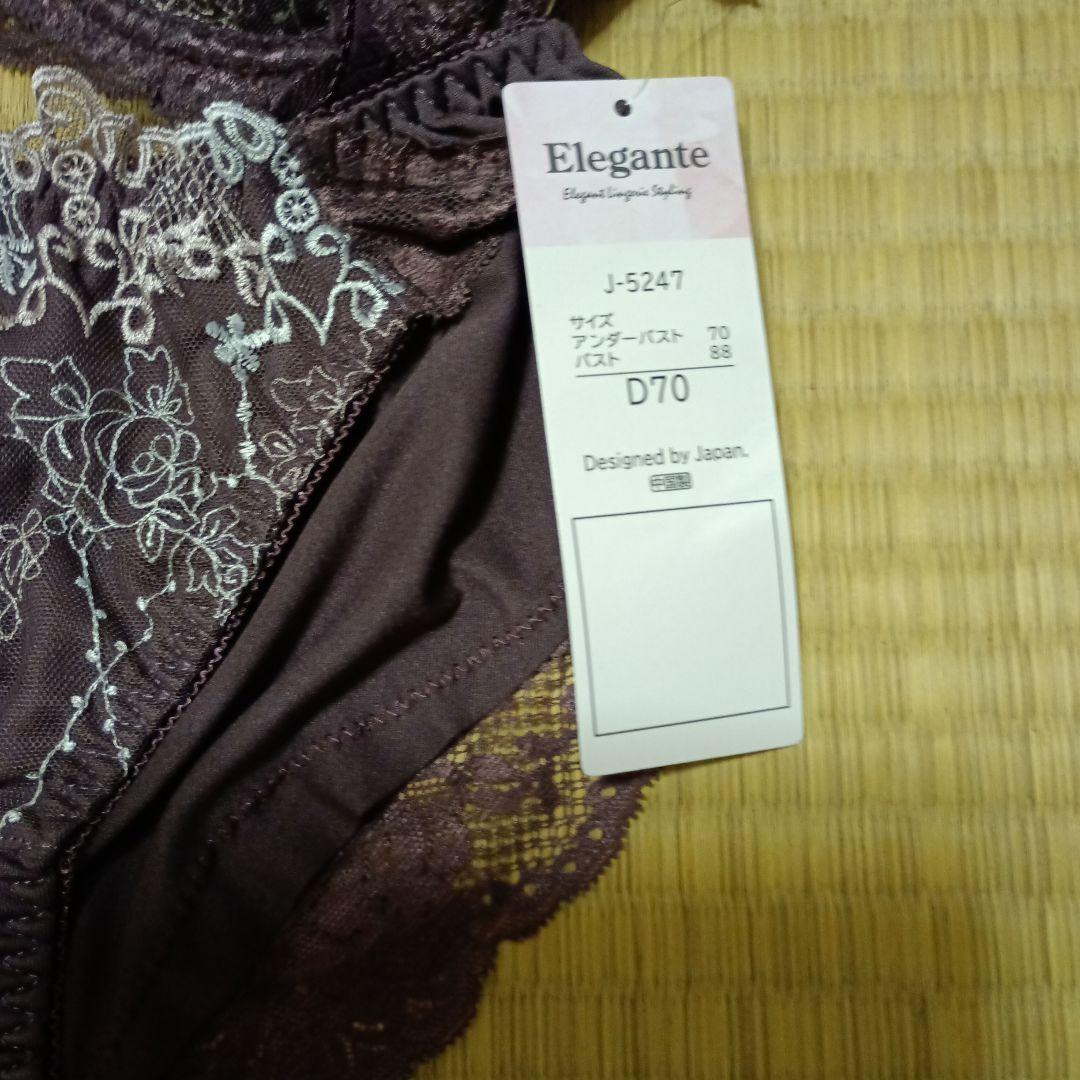 Elegante
Elegant Lingerie Styling
J-5247
サイズ
アンダーバスト 70
バスト 88
D70
Designed by Japan.
中国製